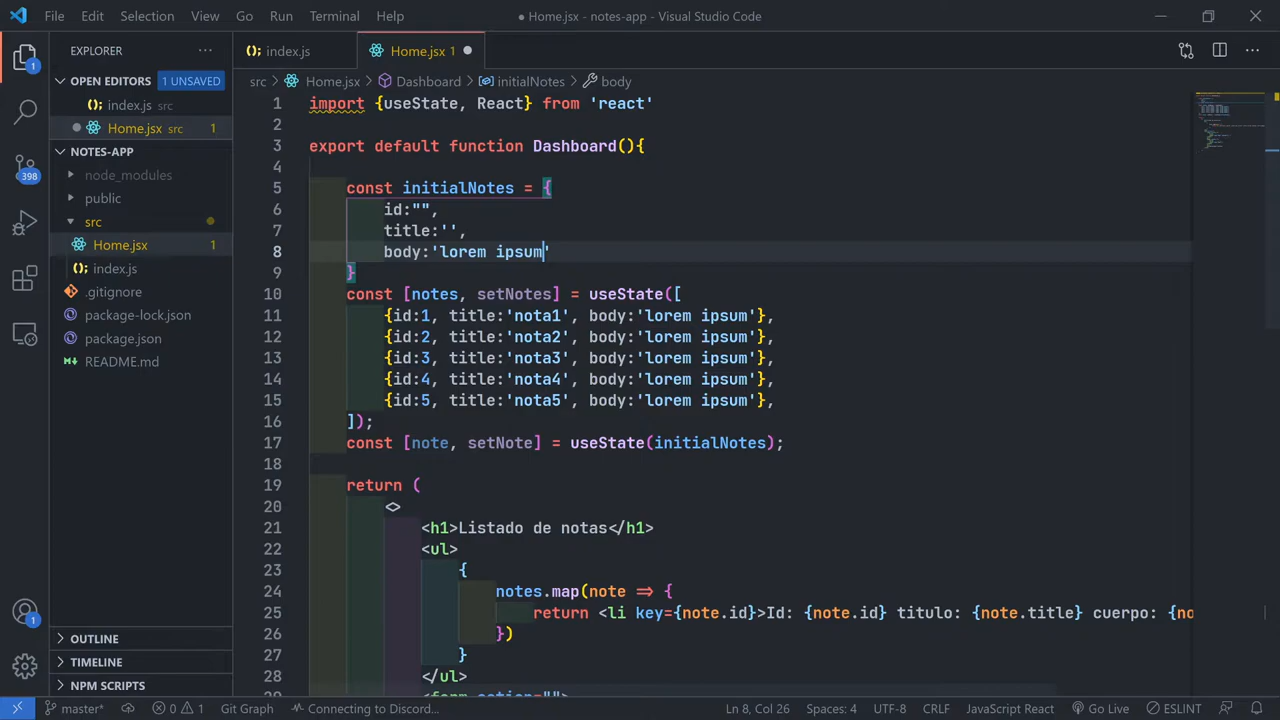 File Edit Selection View Go Run Terminal Help ● Home.jsx - notes-app - Visual Studio Code
EXPLORER ···
index.js
Home.jsx 1
OPEN EDITORS 1 UNSAVED
index.js src
Home.jsx src 1
NOTES-APP
node_modules
public
src
Home.jsx 1
index.js
.gitignore
package-lock.json
package.json
README.md
OUTLINE
TIMELINE
NPM SCRIPTS
1
398
1
src > Home.jsx > Dashboard > initialNotes > body
1 import {useState, React} from 'react'
2
3 export default function Dashboard(){
4
5 const initialNotes = {
6 id:"",
7 title:'',
8 body:'lorem ipsum'
9 }
10 const [notes, setNotes] = useState([
11 {id:1, title:'nota1', body:'lorem ipsum'},
12 {id:2, title:'nota2', body:'lorem ipsum'},
13 {id:3, title:'nota3', body:'lorem ipsum'},
14 {id:4, title:'nota4', body:'lorem ipsum'},
15 {id:5, title:'nota5', body:'lorem ipsum'},
16 ]);
17 const [note, setNote] = useState(initialNotes);
18
19 return (
20 <>
21 <h1>Listado de notas</h1>
22 <ul>
23 {
24 notes.map(note => {
25 return <li key={note.id}>Id: {note.id} titulo: {note.title} cuerpo: {no
26 })
27 }
28 </ul>
29 <form action="">
master* 0 1 Git Graph Connecting to Discord... Ln 8, Col 26 Spaces: 4 UTF-8 CRLF JavaScript React Go Live ESLINT